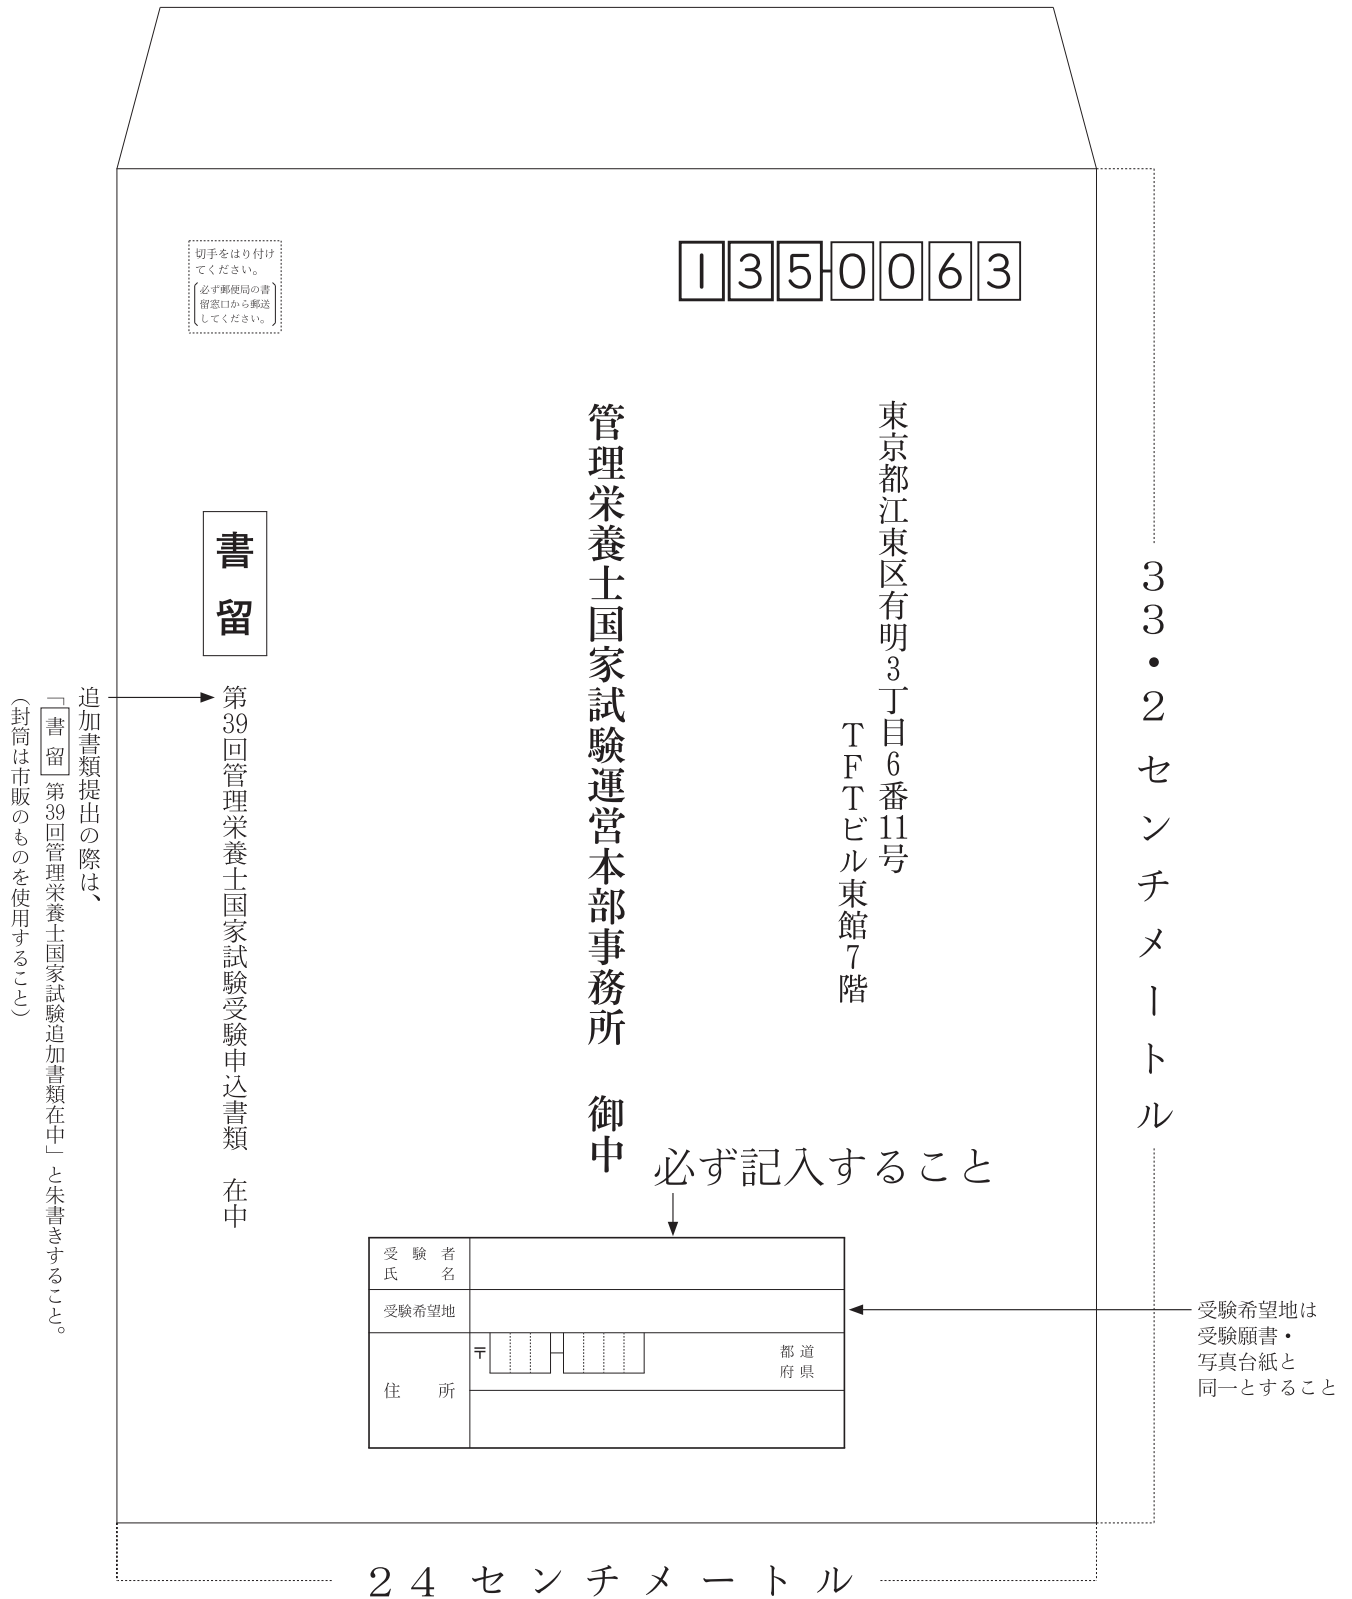 切手をはり付け
てください。
必ず郵便局の書
留窓口から郵送
してください。
135-0063
東京都江東区有明3丁目6番11号
TFTビル東館7階
管理栄養士国家試験運営本部事務所　御中
書留
第39回管理栄養士国家試験受験申込書類　在中
追加書類提出の際は、
「書留 第39回管理栄養士国家試験追加書類在中」と朱書きすること。
（封筒は市販のものを使用すること）
33・2センチメートル
必ず記入すること
受験者
氏名
受験希望地
住所
〒
都道
府県
受験希望地は
受験願書・
写真台紙と
同一とすること
24センチメートル